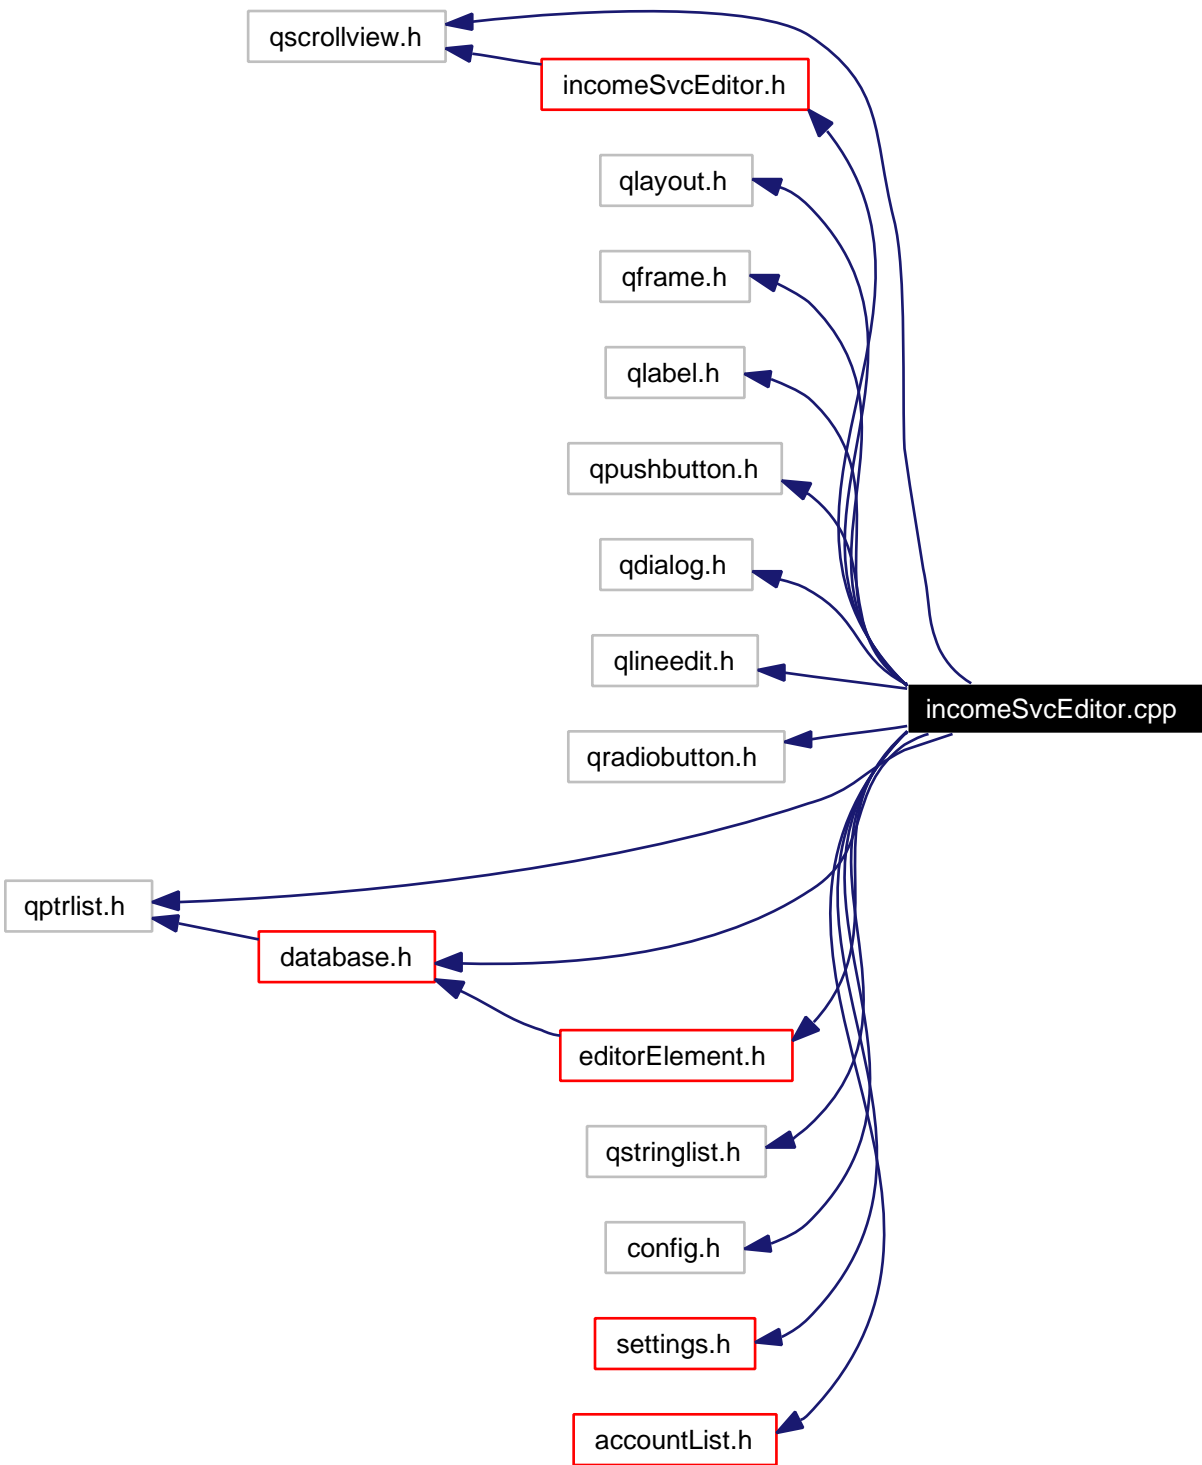 qscrollview.h
incomeSvcEditor.h
qlayout.h
qframe.h
qlabel.h
qpushbutton.h
qdialog.h
qlineedit.h
incomeSvcEditor.cpp
qradiobutton.h
qptrlist.h
database.h
editorElement.h
qstringlist.h
config.h
settings.h
accountList.h